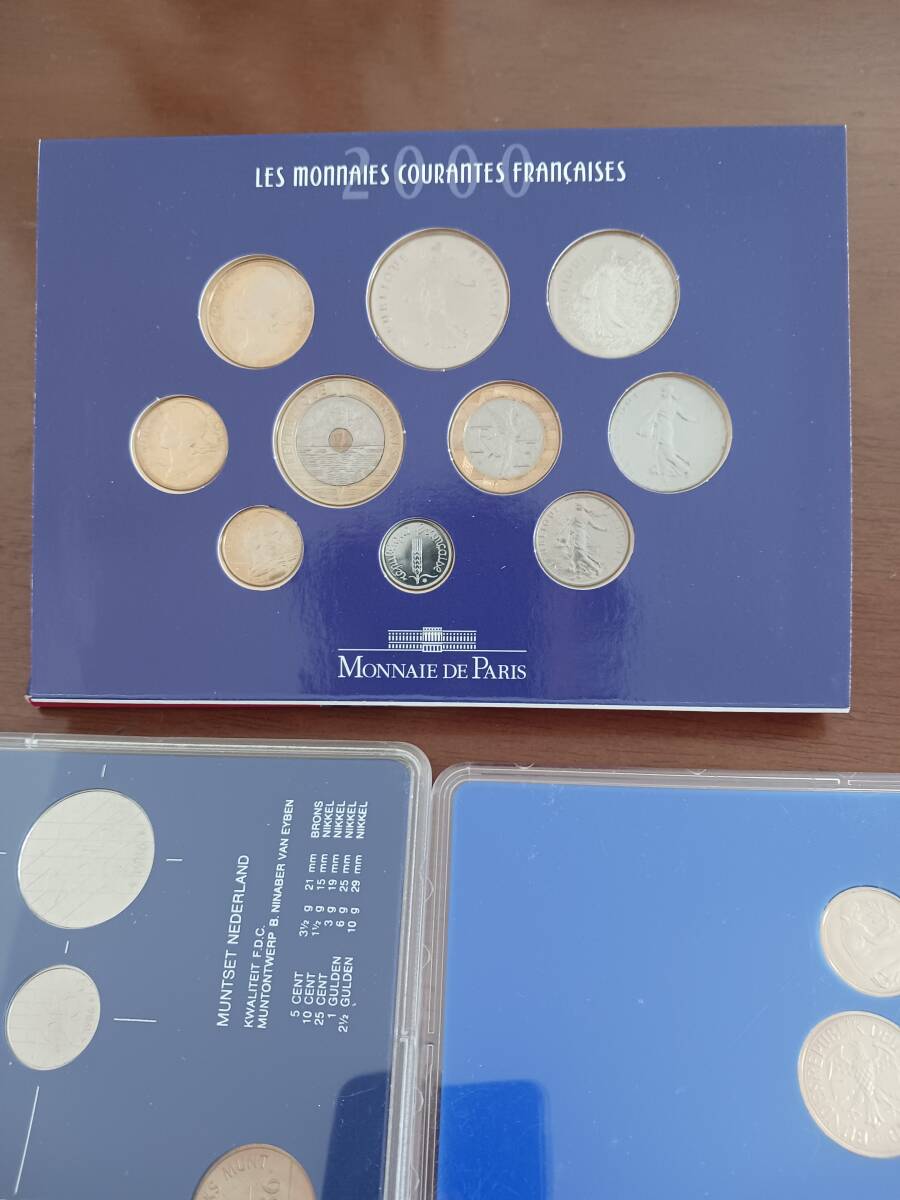 2000
LES MONNAIES COURANTES FRANÇAISES
république française
MONNAIE DE PARIS
MUNTSET NEDERLAND
KWALITEIT F.D.C.
MUNTONTWERP B. NINABER VAN EYBEN
5 CENT 3½ g 21 mm BRONS
10 CENT 1½ g 15 mm NIKKEL
25 CENT 3 g 19 mm NIKKEL
1 GULDEN 6 g 25 mm NIKKEL
2½ GULDEN 10 g 29 mm NIKKEL